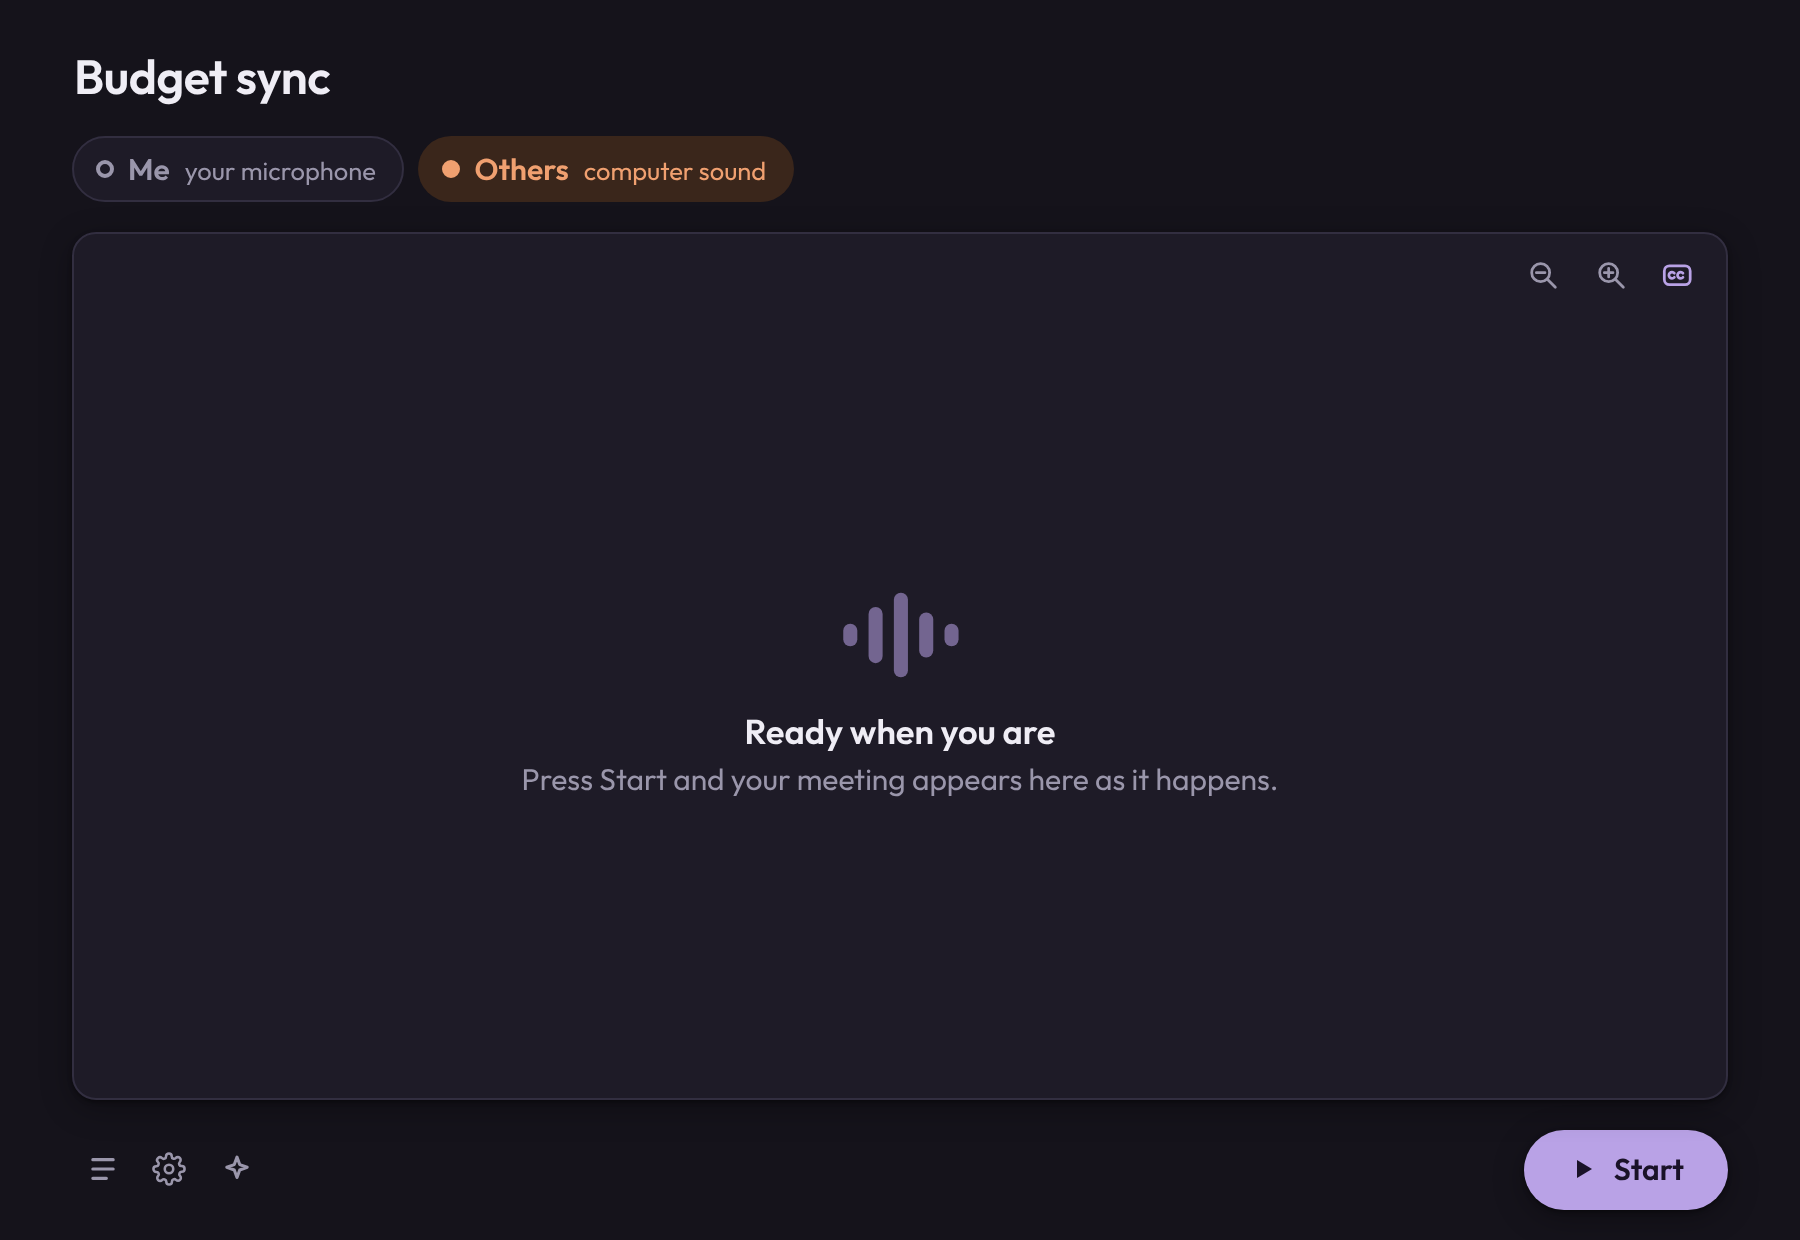 Budget sync
Me your microphone
Others computer sound
CC
Ready when you are
Press Start and your meeting appears here as it happens.
Start